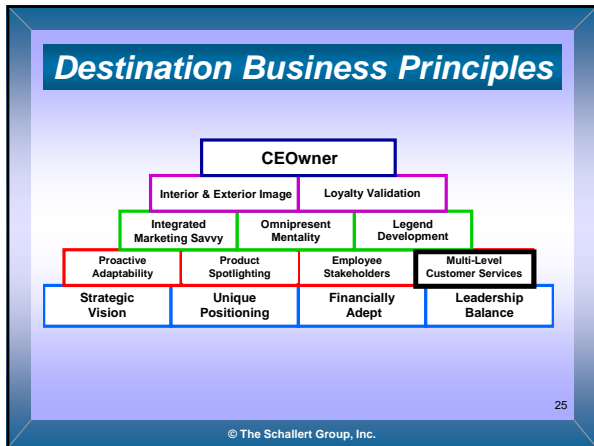 Destination Business Principles
CEOwner
Interior & Exterior Image
Loyalty Validation
Integrated
Marketing Savvy
Omnipresent
Mentality
Legend
Development
Proactive
Adaptability
Product
Spotlighting
Employee
Stakeholders
Multi-Level
Customer Services
Strategic
Vision
Unique
Positioning
Financially
Adept
Leadership
Balance
25
© The Schallert Group, Inc.